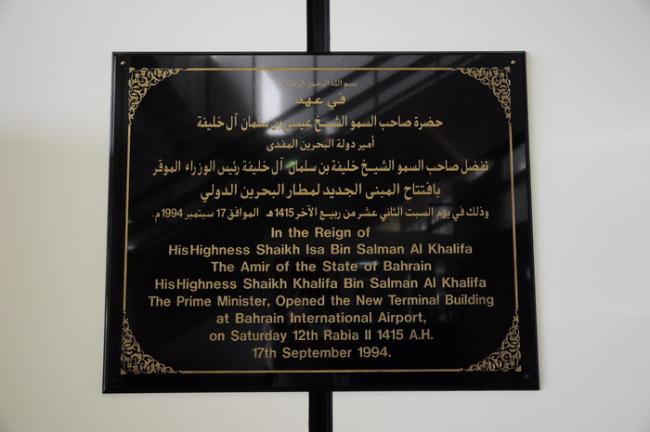 بسم الله الرحمن الرحيم
في عهد
حضرة صاحب السمو الشيخ عيسى بن سلمان آل خليفة
أمير دولة البحرين المفدى
تفضل صاحب السمو الشيخ خليفة بن سلمان آل خليفة رئيس الوزراء الموقر
بافتتاح المبنى الجديد لمطار البحرين الدولي
وذلك في يوم السبت الثاني عشر من ربيع الآخر 1415 هـ الموافق 17 سبتمبر 1994م.
In the Reign of
HisHighness Shaikh Isa Bin Salman Al Khalifa
The Amir of the State of Bahrain
HisHighness Shaikh Khalifa Bin Salman Al Khalifa
The Prime Minister, Opened the New Terminal Building
at Bahrain International Airport,
on Saturday 12th Rabia II 1415 A.H.
17th September 1994.